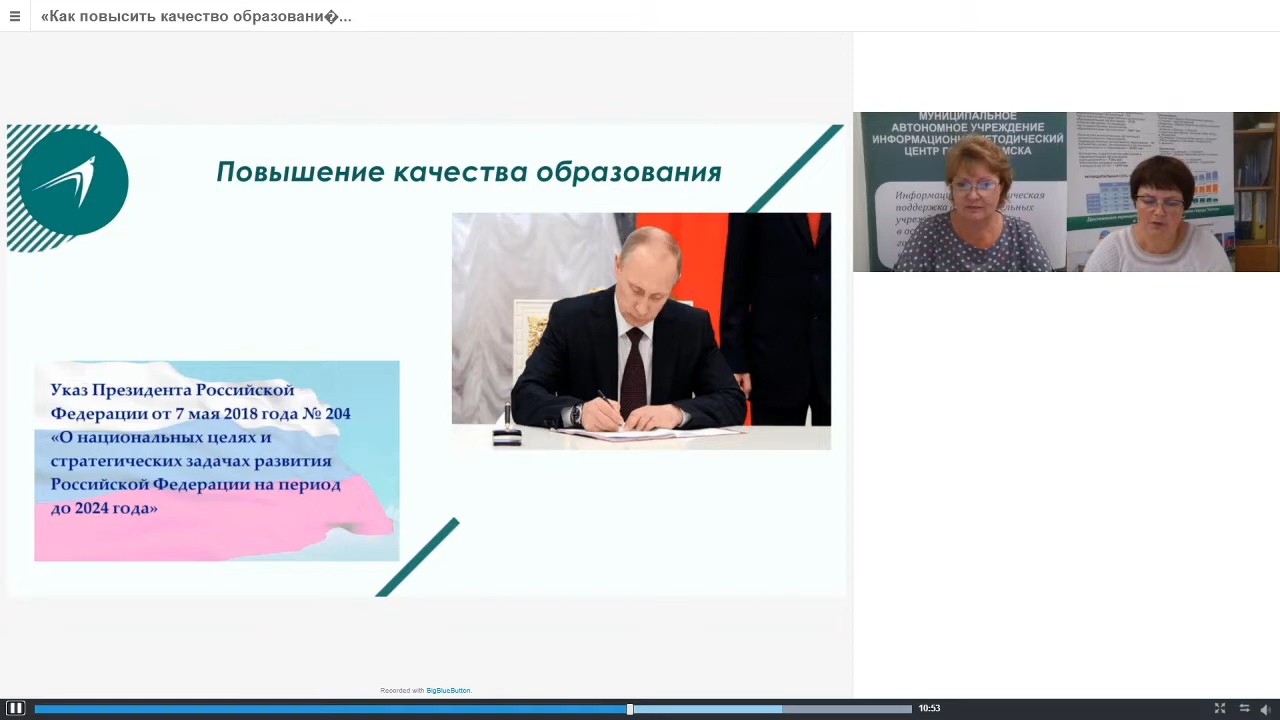 «Как повысить качество образовани�...
Повышение качества образования
Указ Президента Российской
Федерации от 7 мая 2018 года № 204
«О национальных целях и
стратегических задачах развития
Российской Федерации на период
до 2024 года»
МУНИЦИПАЛЬНОЕ
АВТОНОМНОЕ УЧРЕЖДЕНИЕ
ИНФОРМАЦИОННО-МЕТОДИЧЕСКИЙ
ЦЕНТР
Recorded with BigBlueButton.
10:53